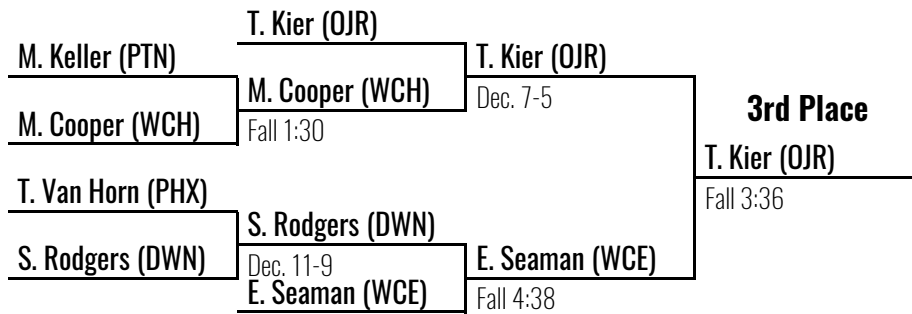 T. Kier (OJR)
M. Keller (PTN)
T. Kier (OJR)
M. Cooper (WCH)
Dec. 7-5
3rd Place
M. Cooper (WCH)
Fall 1:30
T. Kier (OJR)
T. Van Horn (PHX)
Fall 3:36
S. Rodgers (DWN)
S. Rodgers (DWN)
E. Seaman (WCE)
Dec. 11-9
E. Seaman (WCE)
Fall 4:38